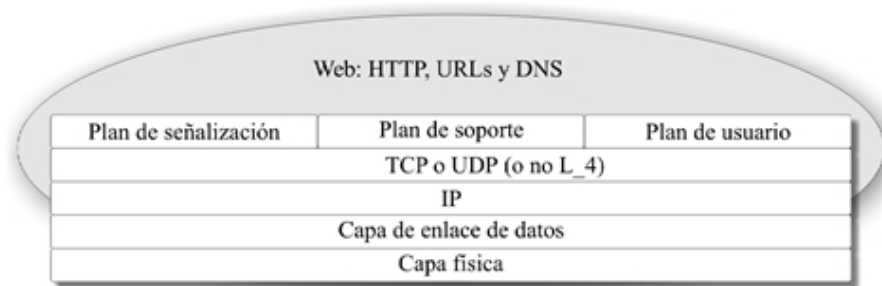 Web: HTTP, URLs y DNS
Plan de señalización Plan de soporte Plan de usuario
TCP o UDP (o no L_4)
IP
Capa de enlace de datos
Capa física